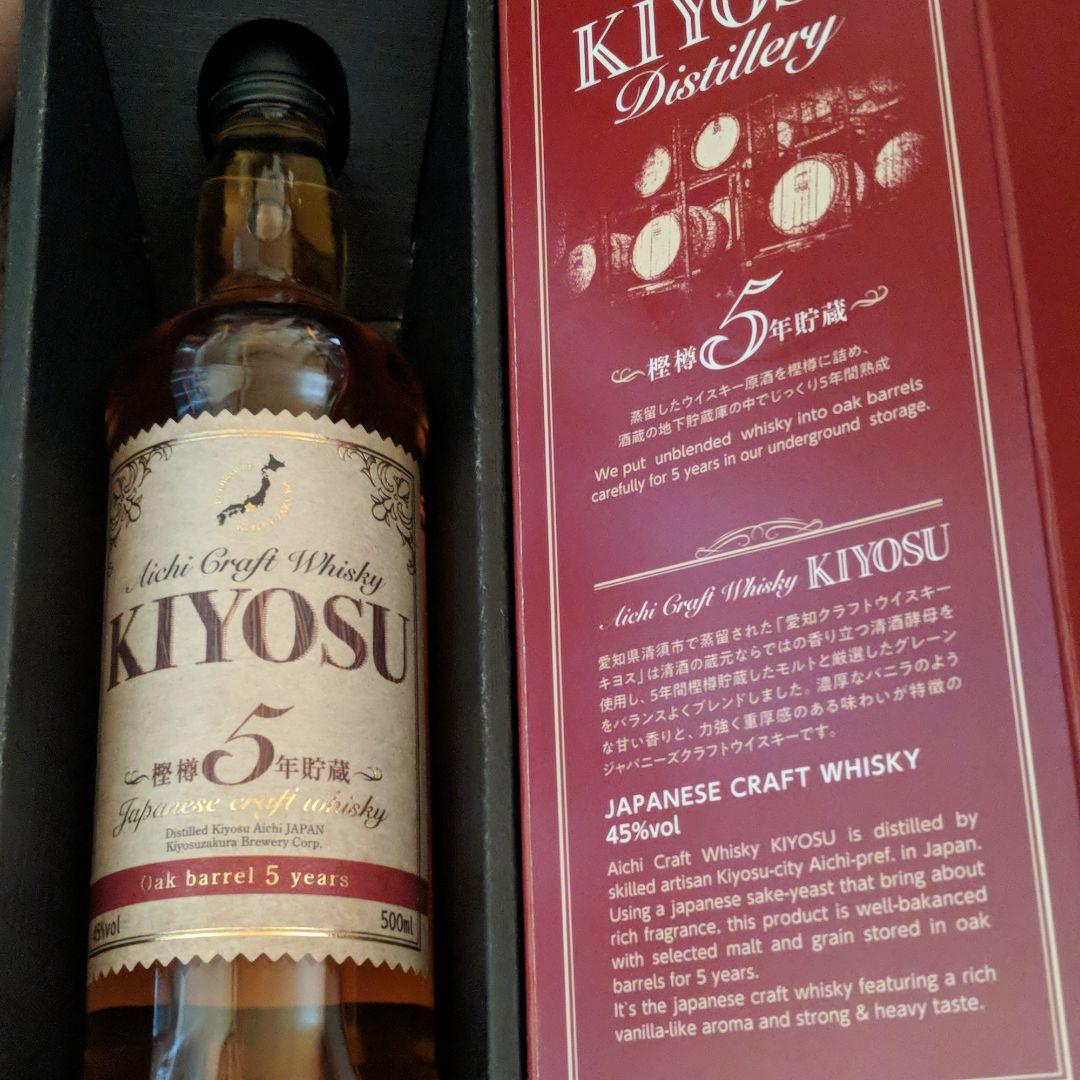 Aichi Craft Whisky
KIYOSU
樫樽5年貯蔵
Japanese craft whisky
Distilled Kiyosu Aichi JAPAN
Kiyosuzakura Brewery Corp.
Oak barrel 5 years
45%vol 500ml
Distillery
樫樽5年貯蔵
蒸留したウイスキー原酒を樫樽に詰め、
酒蔵の地下貯蔵庫の中でじっくり5年間熟成
We put unblended whisky into oak barrels
carefully for 5 years in our underground storage.
Aichi Craft Whisky KIYOSU
愛知県清須市で蒸留された「愛知クラフトウイスキー
キヨス」は清酒の蔵元ならではの香り立つ清酒酵母を
使用し、5年間樫樽貯蔵したモルトと厳選したグレーン
をバランスよくブレンドしました。濃厚なバニラのよう
な甘い香りと、力強く重厚感のある味わいが特徴の
ジャパニーズクラフトウイスキーです。
JAPANESE CRAFT WHISKY
45%vol
Aichi Craft Whisky KIYOSU is distilled by
skilled artisan Kiyosu-city Aichi-pref. in Japan.
Using a japanese sake-yeast that bring about
rich fragrance, this product is well-bakanced
with selected malt and grain stored in oak
barrels for 5 years.
It's the japanese craft whisky featuring a rich
vanilla-like aroma and strong & heavy taste.